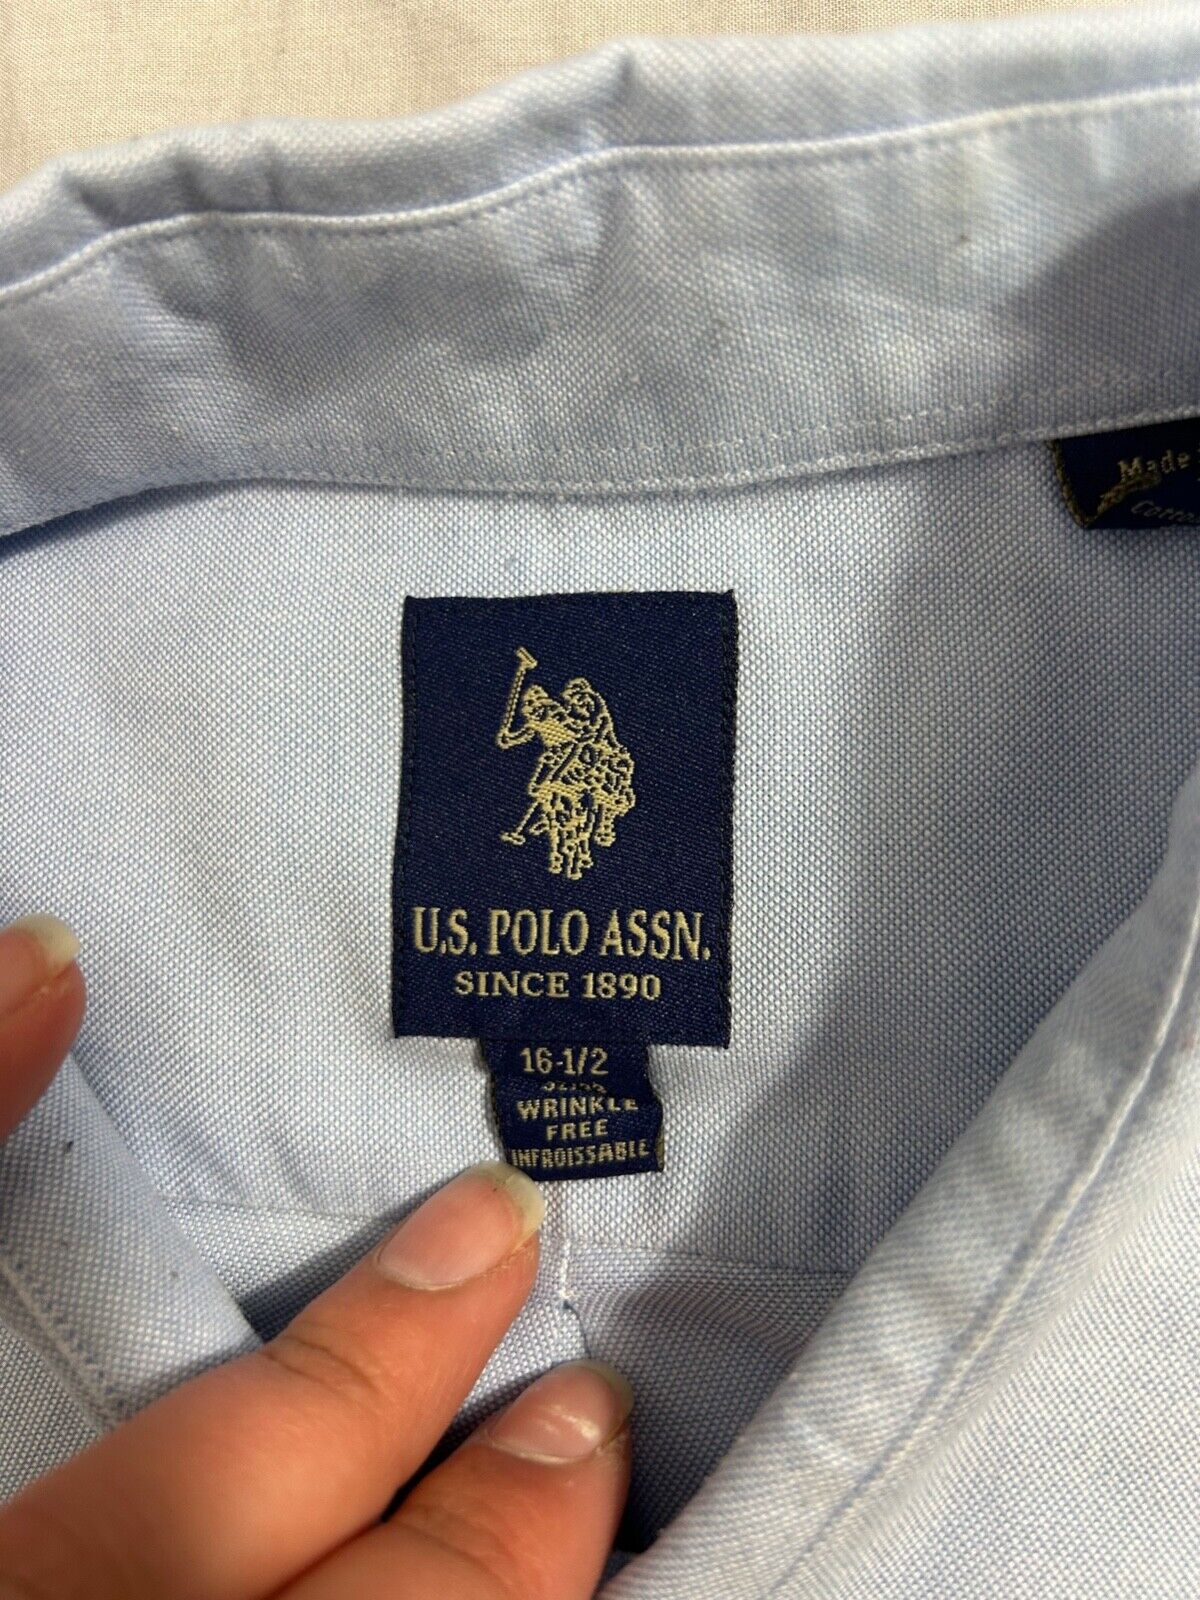 Made
U.S. POLO ASSN.
SINCE 1890
16-1/2
WRINKLE
FREE
INFROISSABLE